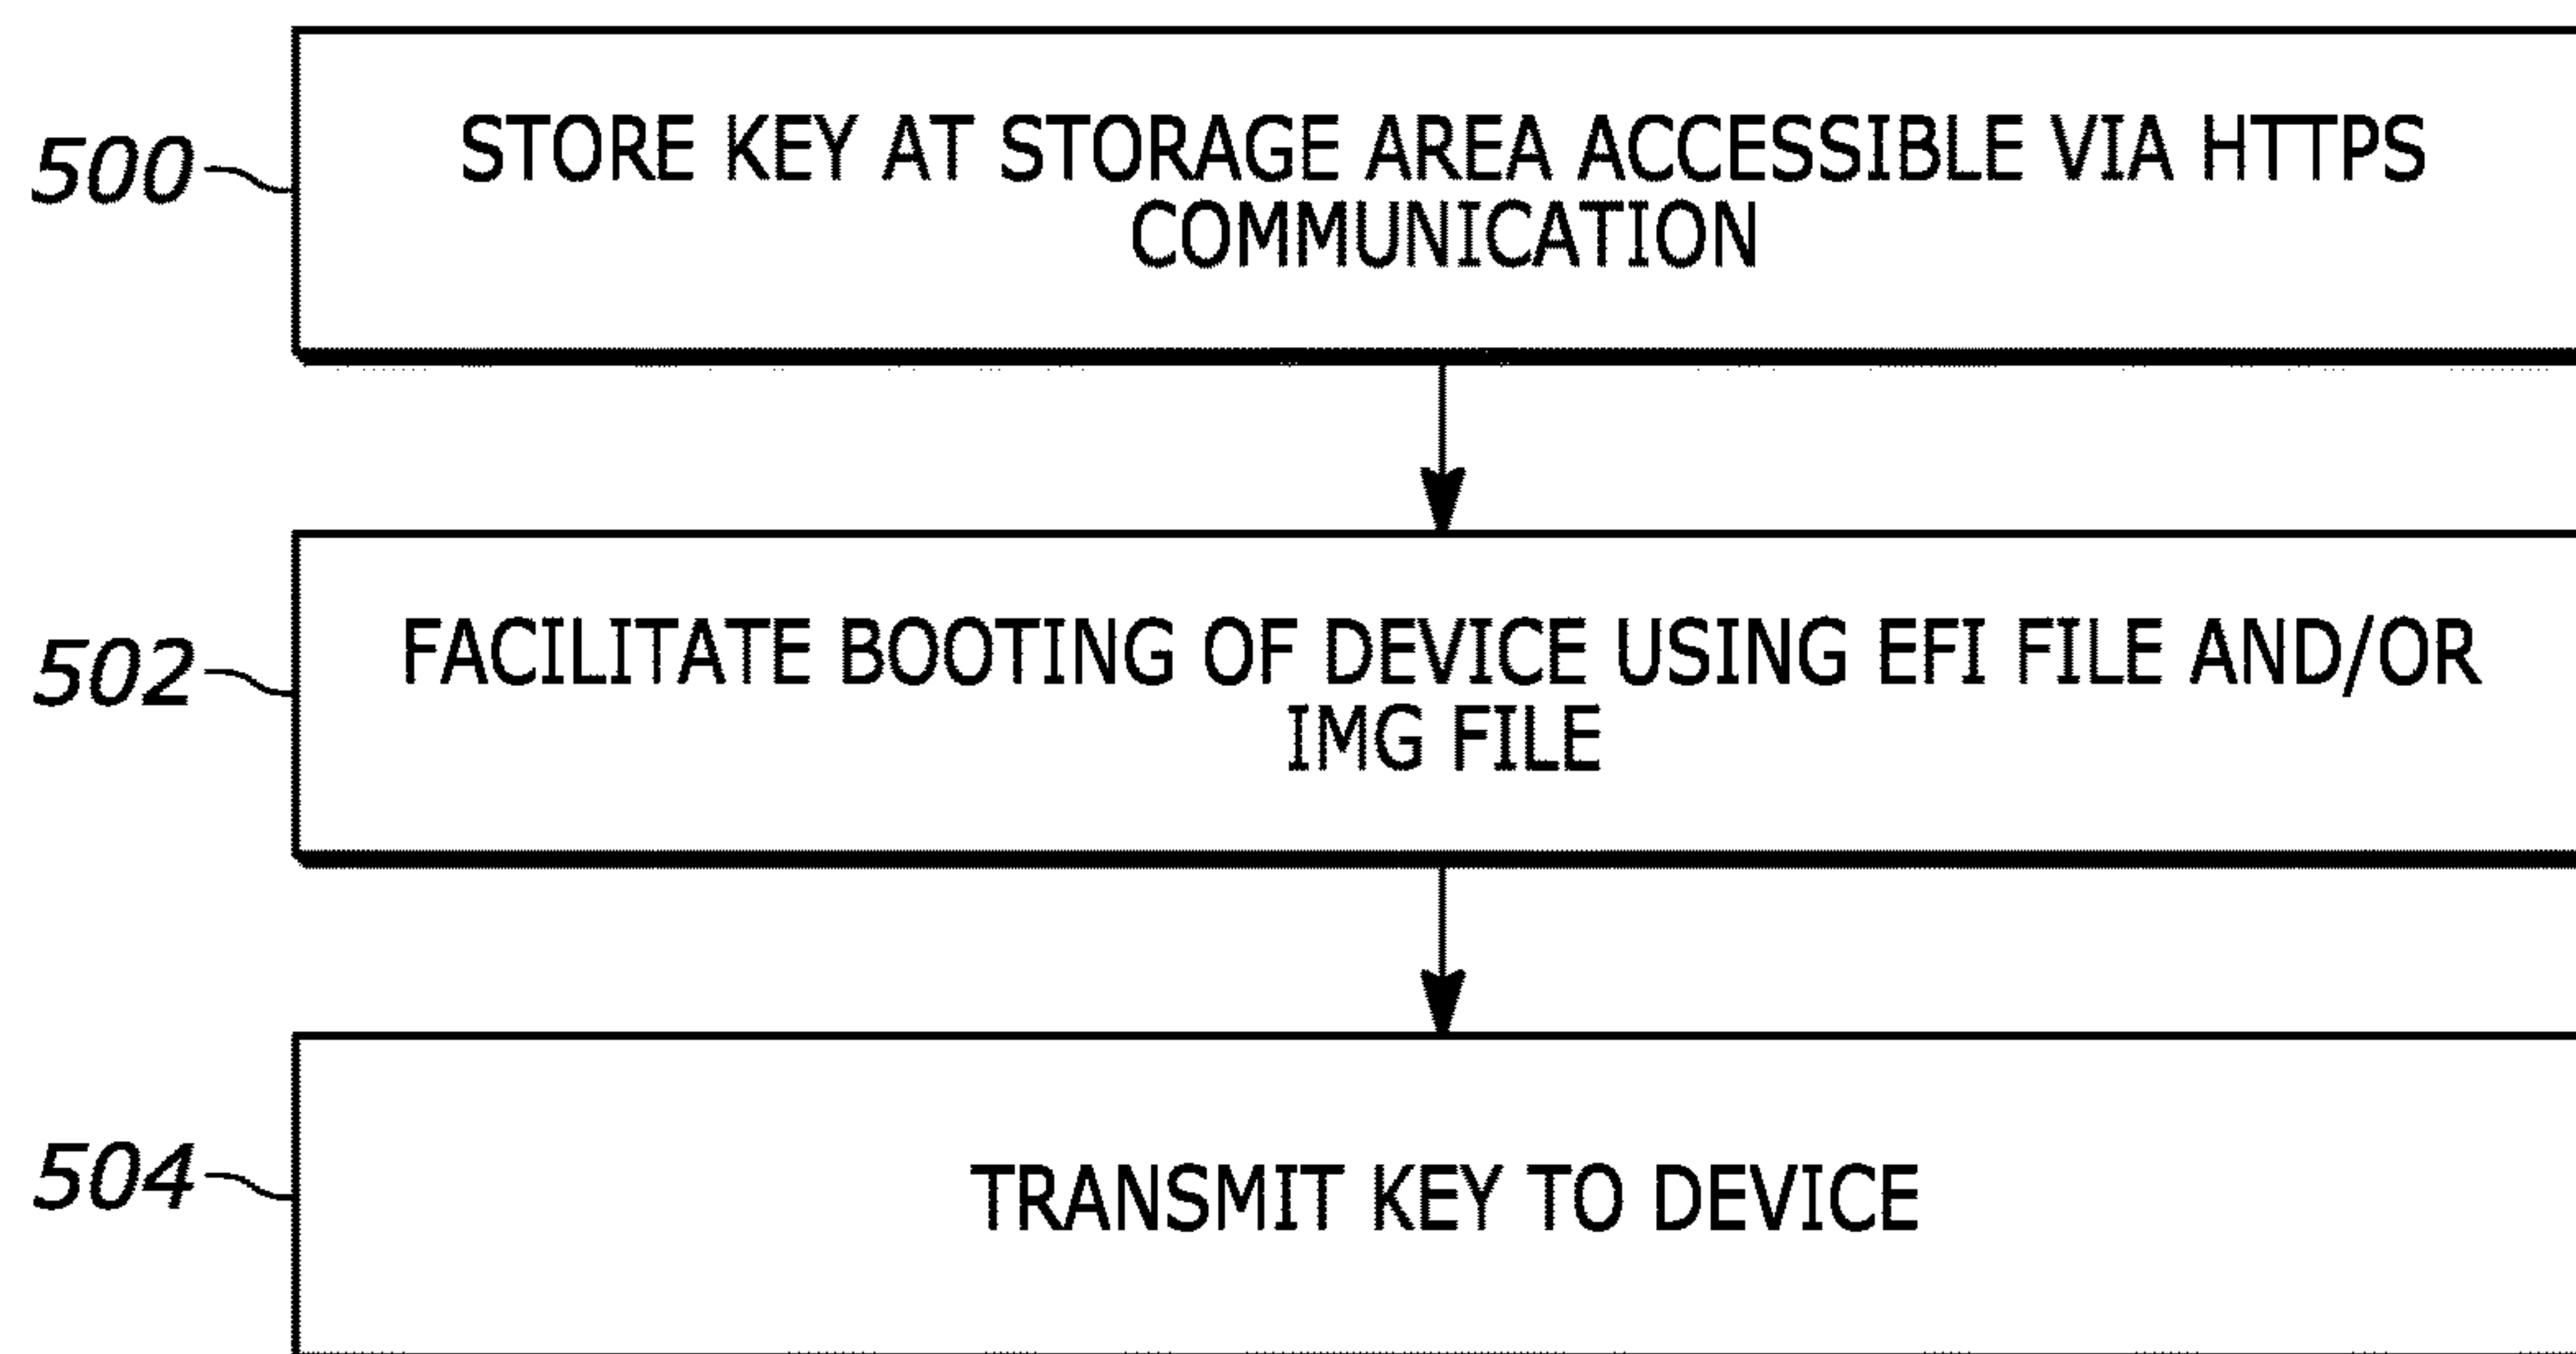 500
STORE KEY AT STORAGE AREA ACCESSIBLE VIA HTTPS
COMMUNICATION
502
FACILITATE BOOTING OF DEVICE USING EFI FILE AND/OR
IMG FILE
504
TRANSMIT KEY TO DEVICE